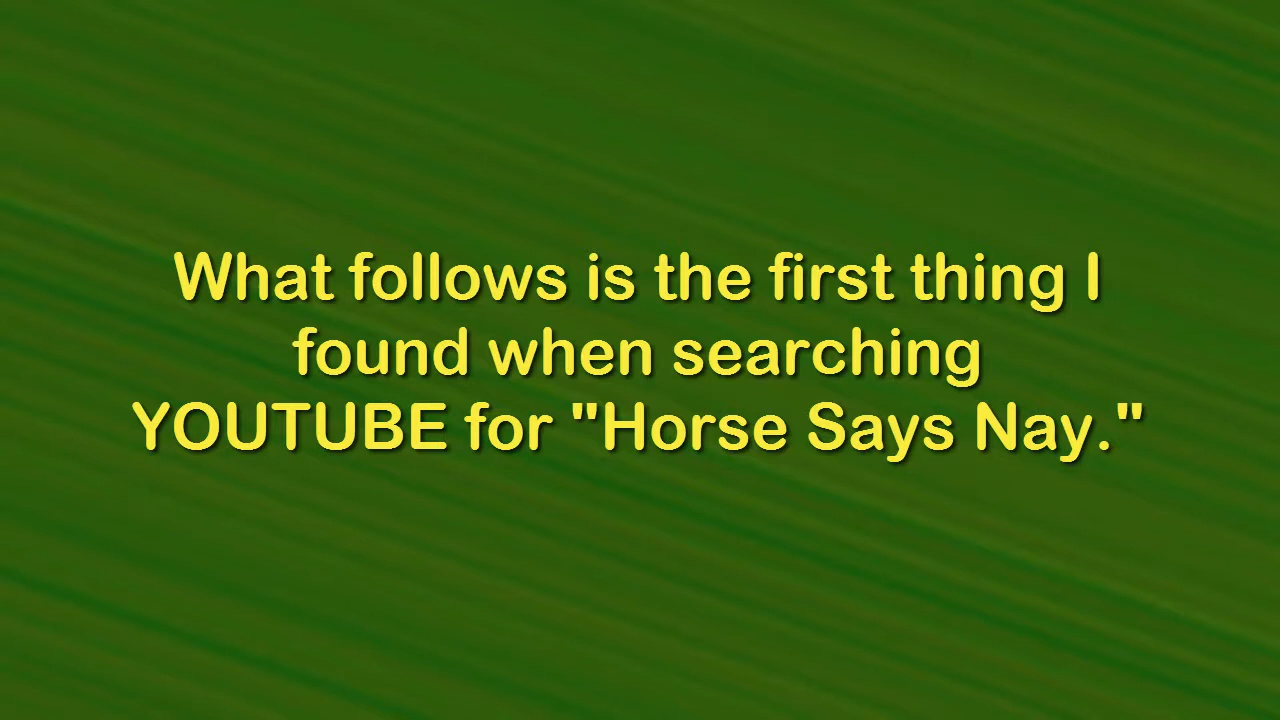 What follows is the first thing I
found when searching
YOUTUBE for "Horse Says Nay."